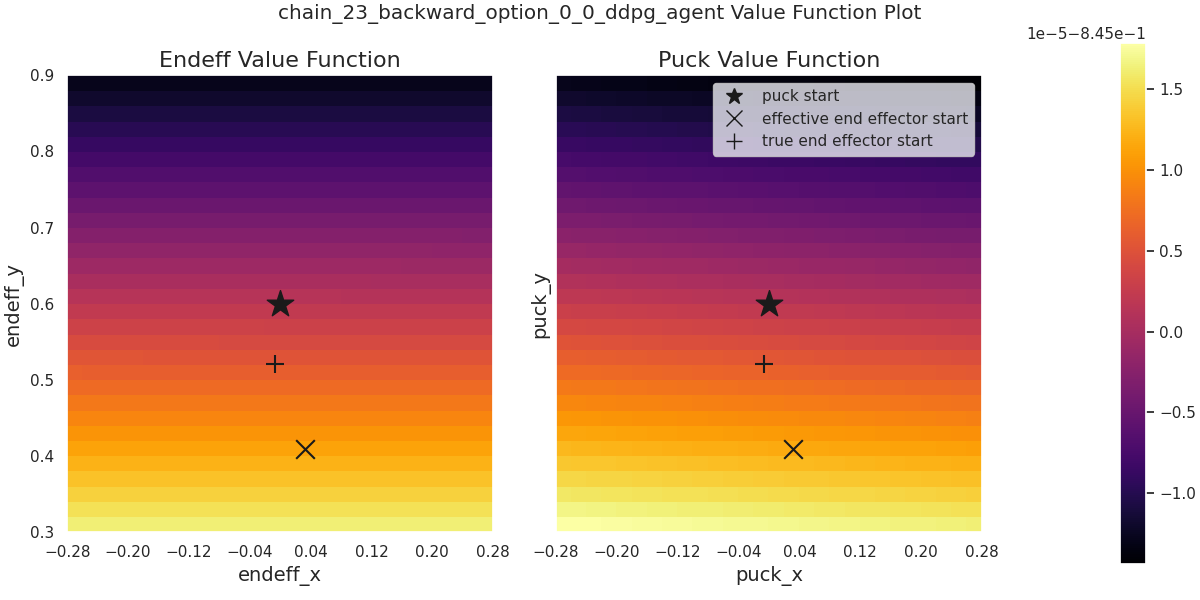 chain_23_backward_option_0_0_ddpg_agent Value Function Plot
Endeff Value Function
Puck Value Function
1e−5−8.45e−1
puck start
effective end effector start
true end effector start
0.9
0.8
0.7
0.6
0.5
0.4
0.3
endeff_y
−0.28 −0.20 −0.12 −0.04 0.04 0.12 0.20 0.28
endeff_x
puck_y
−0.28 −0.20 −0.12 −0.04 0.04 0.12 0.20 0.28
puck_x
1.5
1.0
0.5
0.0
−0.5
−1.0